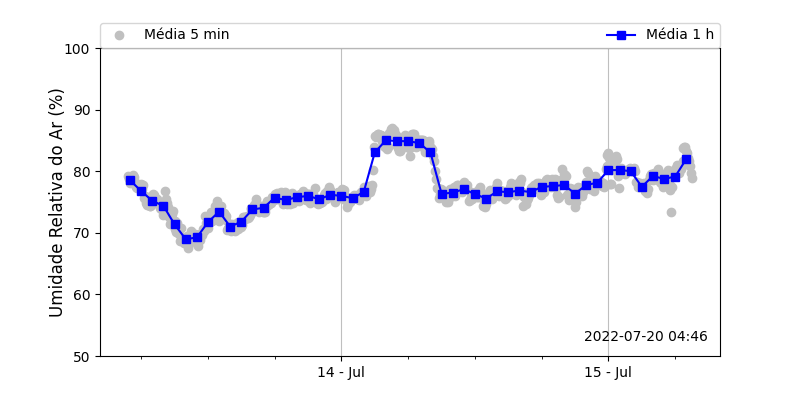 Média 5 min
Média 1 h
Umidade Relativa do Ar (%)
100
90
80
70
60
50
2022-07-20 04:46
14 - Jul
15 - Jul